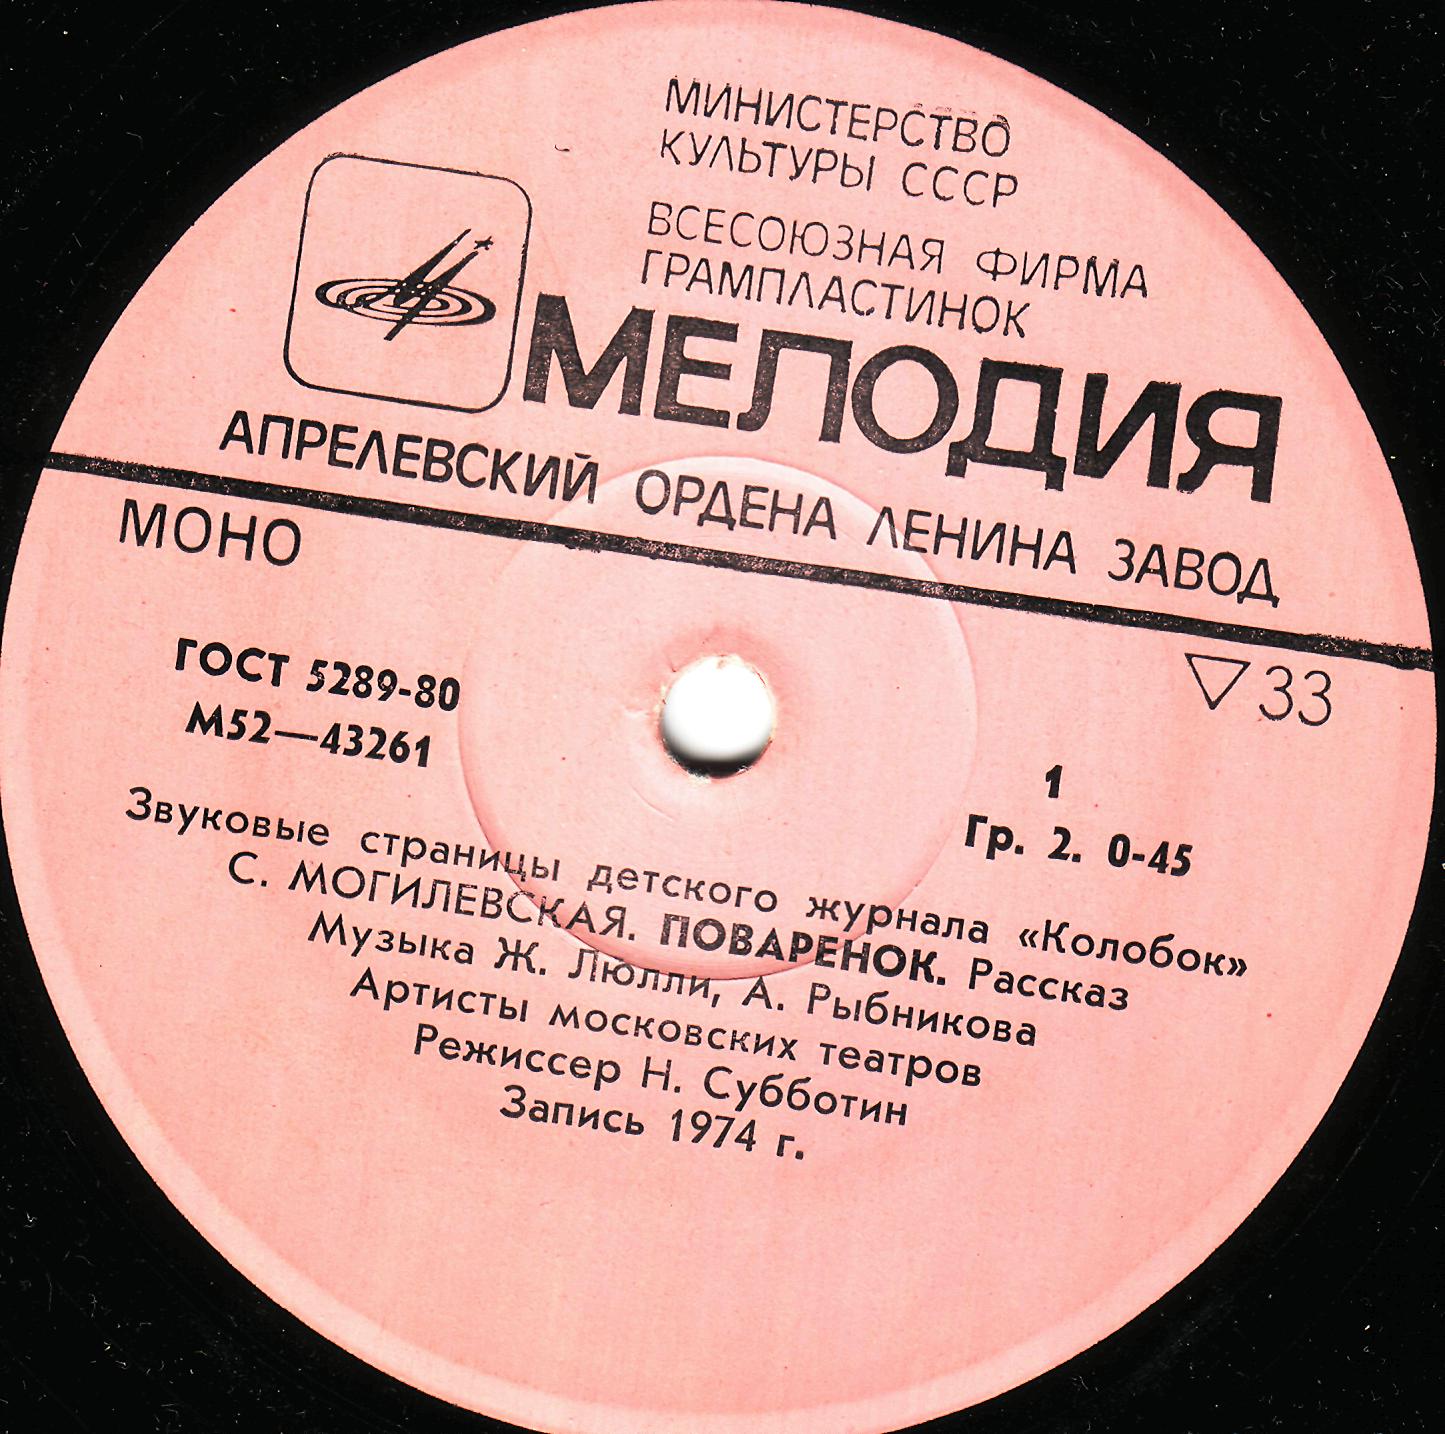 МИНИСТЕРСТВО
КУЛЬТУРЫ СССР
ВСЕСОЮЗНАЯ ФИРМА
ГРАМПЛАСТИНОК
МЕЛОДИЯ
АПРЕЛЕВСКИЙ ОРДЕНА ЛЕНИНА ЗАВОД
МОНО
▽33
ГОСТ 5289-80
М52—43261
1
Гр. 2. 0-45
Звуковые страницы детского журнала «Колобок»
С. МОГИЛЕВСКАЯ. ПОВАРЕНОК. Рассказ
Музыка Ж. Люлли, А. Рыбникова
Артисты московских театров
Режиссер Н. Субботин
Запись 1974 г.